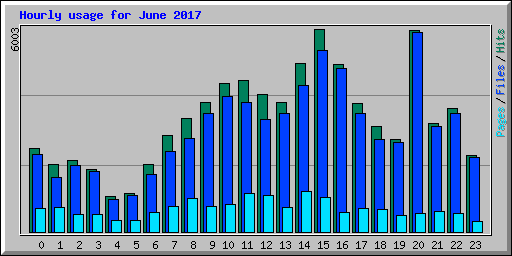 Hourly usage for June 2017
6003
Pages/Files/Hits
0 1 2 3 4 5 6 7 8 9 10 11 12 13 14 15 16 17 18 19 20 21 22 23